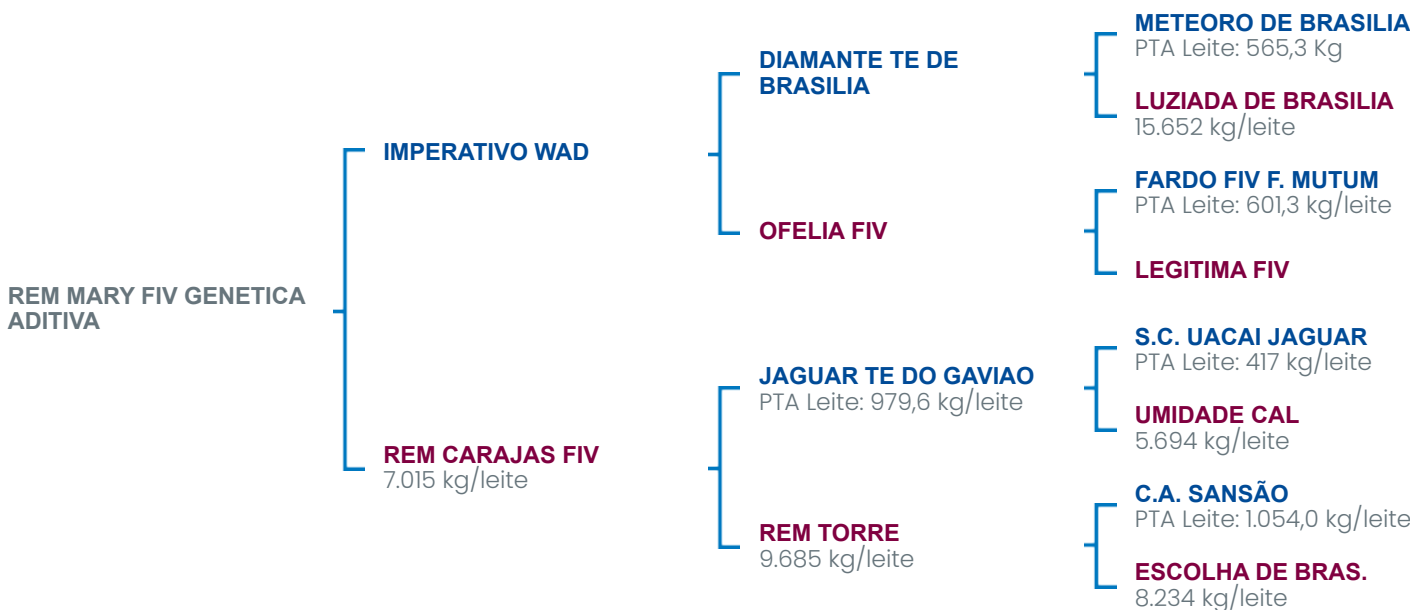 REM MARY FIV GENETICA
ADITIVA
IMPERATIVO WAD
REM CARAJAS FIV
7.015 kg/leite
DIAMANTE TE DE
BRASILIA
OFELIA FIV
JAGUAR TE DO GAVIAO
PTA Leite: 979,6 kg/leite
REM TORRE
9.685 kg/leite
METEORO DE BRASILIA
PTA Leite: 565,3 Kg
LUZIADA DE BRASILIA
15.652 kg/leite
FARDO FIV F. MUTUM
PTA Leite: 601,3 kg/leite
LEGITIMA FIV
S.C. UACAI JAGUAR
PTA Leite: 417 kg/leite
UMIDADE CAL
5.694 kg/leite
C.A. SANSÃO
PTA Leite: 1.054,0 kg/leite
ESCOLHA DE BRAS.
8.234 kg/leite